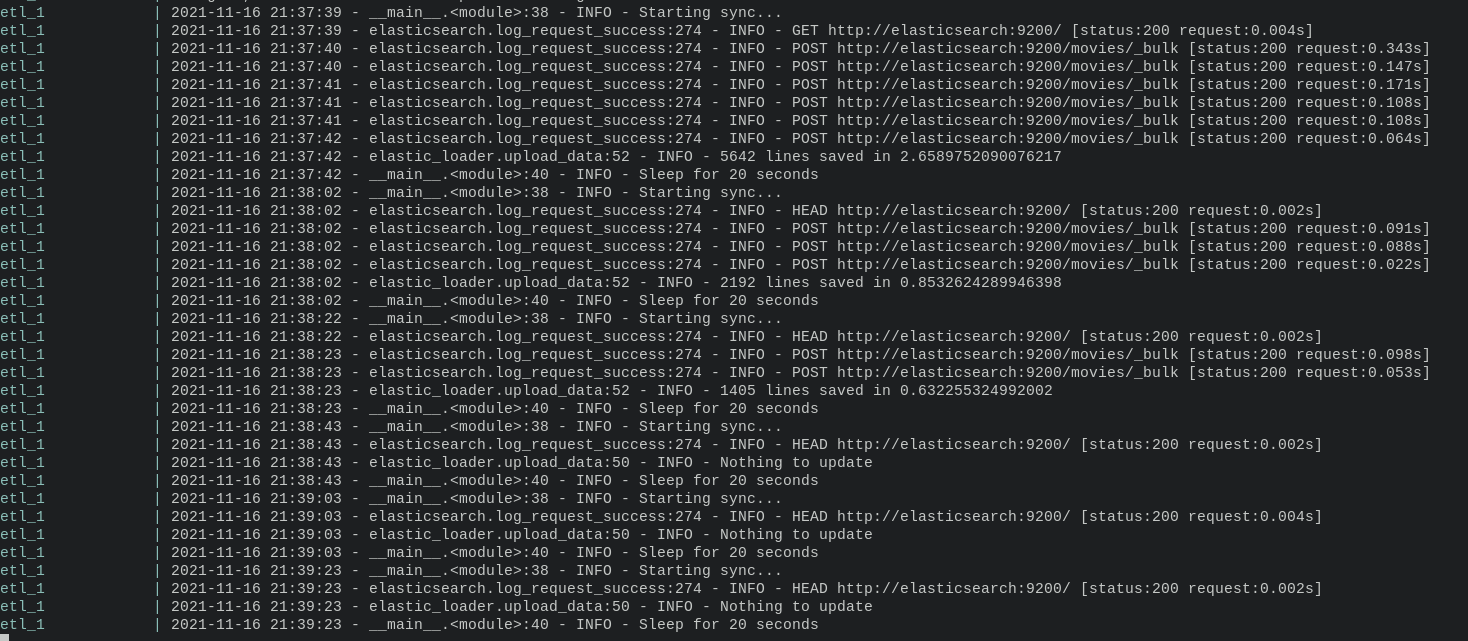 etl_1 | 2021-11-16 21:37:39 - __main__.<module>:38 - INFO - Starting sync...
etl_1 | 2021-11-16 21:37:39 - elasticsearch.log_request_success:274 - INFO - GET http://elasticsearch:9200/ [status:200 request:0.004s]
etl_1 | 2021-11-16 21:37:40 - elasticsearch.log_request_success:274 - INFO - POST http://elasticsearch:9200/movies/_bulk [status:200 request:0.343s]
etl_1 | 2021-11-16 21:37:40 - elasticsearch.log_request_success:274 - INFO - POST http://elasticsearch:9200/movies/_bulk [status:200 request:0.147s]
etl_1 | 2021-11-16 21:37:41 - elasticsearch.log_request_success:274 - INFO - POST http://elasticsearch:9200/movies/_bulk [status:200 request:0.171s]
etl_1 | 2021-11-16 21:37:41 - elasticsearch.log_request_success:274 - INFO - POST http://elasticsearch:9200/movies/_bulk [status:200 request:0.108s]
etl_1 | 2021-11-16 21:37:41 - elasticsearch.log_request_success:274 - INFO - POST http://elasticsearch:9200/movies/_bulk [status:200 request:0.108s]
etl_1 | 2021-11-16 21:37:42 - elasticsearch.log_request_success:274 - INFO - POST http://elasticsearch:9200/movies/_bulk [status:200 request:0.064s]
etl_1 | 2021-11-16 21:37:42 - elastic_loader.upload_data:52 - INFO - 5642 lines saved in 2.6589752090076217
etl_1 | 2021-11-16 21:37:42 - __main__.<module>:40 - INFO - Sleep for 20 seconds
etl_1 | 2021-11-16 21:38:02 - __main__.<module>:38 - INFO - Starting sync...
etl_1 | 2021-11-16 21:38:02 - elasticsearch.log_request_success:274 - INFO - HEAD http://elasticsearch:9200/ [status:200 request:0.002s]
etl_1 | 2021-11-16 21:38:02 - elasticsearch.log_request_success:274 - INFO - POST http://elasticsearch:9200/movies/_bulk [status:200 request:0.091s]
etl_1 | 2021-11-16 21:38:02 - elasticsearch.log_request_success:274 - INFO - POST http://elasticsearch:9200/movies/_bulk [status:200 request:0.088s]
etl_1 | 2021-11-16 21:38:02 - elasticsearch.log_request_success:274 - INFO - POST http://elasticsearch:9200/movies/_bulk [status:200 request:0.022s]
etl_1 | 2021-11-16 21:38:02 - elastic_loader.upload_data:52 - INFO - 2192 lines saved in 0.8532624289946398
etl_1 | 2021-11-16 21:38:02 - __main__.<module>:40 - INFO - Sleep for 20 seconds
etl_1 | 2021-11-16 21:38:22 - __main__.<module>:38 - INFO - Starting sync...
etl_1 | 2021-11-16 21:38:22 - elasticsearch.log_request_success:274 - INFO - HEAD http://elasticsearch:9200/ [status:200 request:0.002s]
etl_1 | 2021-11-16 21:38:23 - elasticsearch.log_request_success:274 - INFO - POST http://elasticsearch:9200/movies/_bulk [status:200 request:0.098s]
etl_1 | 2021-11-16 21:38:23 - elasticsearch.log_request_success:274 - INFO - POST http://elasticsearch:9200/movies/_bulk [status:200 request:0.053s]
etl_1 | 2021-11-16 21:38:23 - elastic_loader.upload_data:52 - INFO - 1405 lines saved in 0.632255324992002
etl_1 | 2021-11-16 21:38:23 - __main__.<module>:40 - INFO - Sleep for 20 seconds
etl_1 | 2021-11-16 21:38:43 - __main__.<module>:38 - INFO - Starting sync...
etl_1 | 2021-11-16 21:38:43 - elasticsearch.log_request_success:274 - INFO - HEAD http://elasticsearch:9200/ [status:200 request:0.002s]
etl_1 | 2021-11-16 21:38:43 - elastic_loader.upload_data:50 - INFO - Nothing to update
etl_1 | 2021-11-16 21:38:43 - __main__.<module>:40 - INFO - Sleep for 20 seconds
etl_1 | 2021-11-16 21:39:03 - __main__.<module>:38 - INFO - Starting sync...
etl_1 | 2021-11-16 21:39:03 - elasticsearch.log_request_success:274 - INFO - HEAD http://elasticsearch:9200/ [status:200 request:0.004s]
etl_1 | 2021-11-16 21:39:03 - elastic_loader.upload_data:50 - INFO - Nothing to update
etl_1 | 2021-11-16 21:39:03 - __main__.<module>:40 - INFO - Sleep for 20 seconds
etl_1 | 2021-11-16 21:39:23 - __main__.<module>:38 - INFO - Starting sync...
etl_1 | 2021-11-16 21:39:23 - elasticsearch.log_request_success:274 - INFO - HEAD http://elasticsearch:9200/ [status:200 request:0.002s]
etl_1 | 2021-11-16 21:39:23 - elastic_loader.upload_data:50 - INFO - Nothing to update
etl_1 | 2021-11-16 21:39:23 - __main__.<module>:40 - INFO - Sleep for 20 seconds